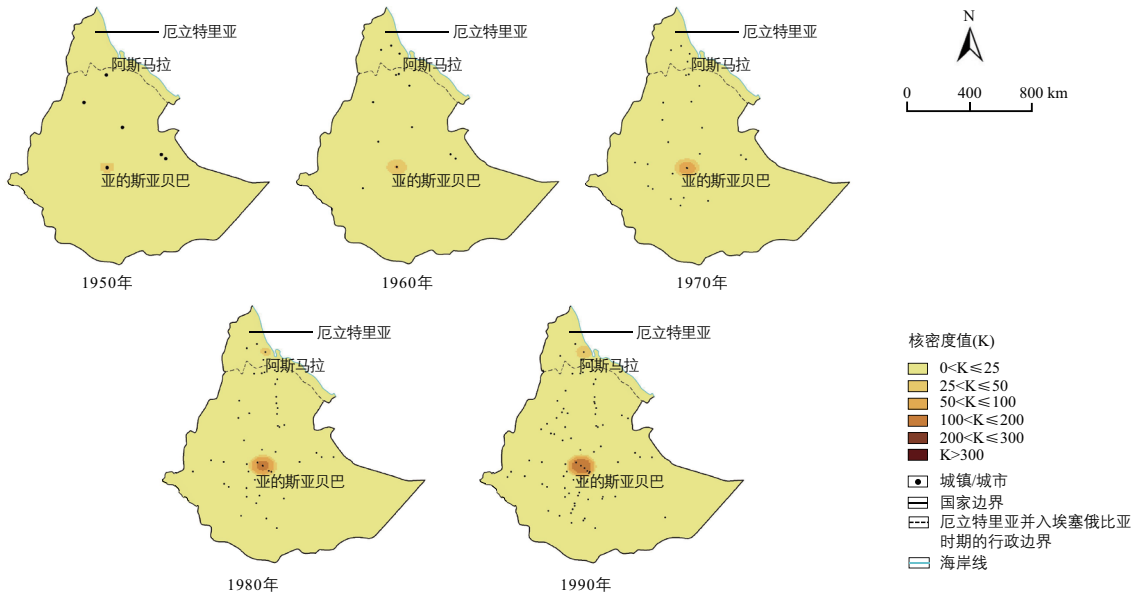 厄立特里亚
阿斯马拉
亚的斯亚贝巴
1950年
厄立特里亚
阿斯马拉
亚的斯亚贝巴
1960年
厄立特里亚
阿斯马拉
亚的斯亚贝巴
1970年
N
0 400 800 km
厄立特里亚
阿斯马拉
亚的斯亚贝巴
1980年
厄立特里亚
阿斯马拉
亚的斯亚贝巴
1990年
核密度值(K)
0<K≤25
25<K≤50
50<K≤100
100<K≤200
200<K≤300
K>300
城镇/城市
国家边界
厄立特里亚并入埃塞俄比亚
时期的行政边界
海岸线